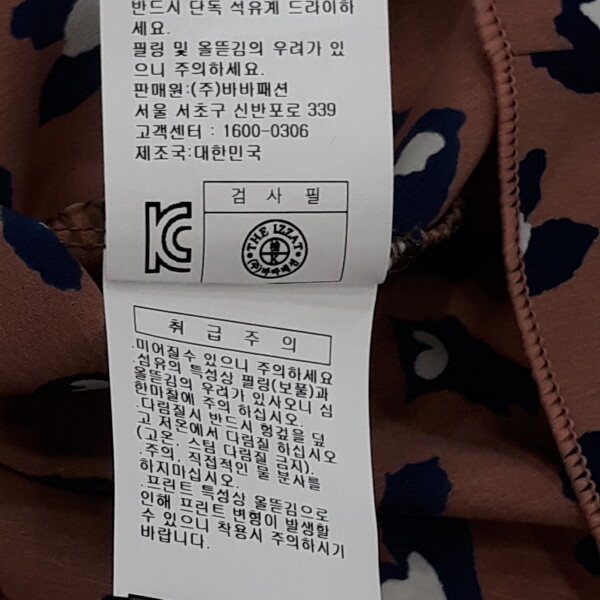 반드시 단독 석유계 드라이하
세요.
필링 및 올뜯김의 우려가 있
으니 주의하세요.
판매원:(주)바바패션
서울 서초구 신반포로 339
고객센터 : 1600-0306
제조국:대한민국
검 사 필
THE IZZAT
(주)바바패션
취 급 주 의
.미어질수 있으니 주의하세요
.섬유의 특성상 필링(보풀)과
올뜯김의 우려가 있사오니 심
한마찰에 주의 하십시오.
.다림질시 반드시 헝겊을 덮
고 저온에서 다림질 하십시오
(고온. 스팀 다림질 금지).
.주의, 직접적인 물 분사를
하지마십시오.
.프린트 특성상 올뜯김으로
인해 프린트 변형이 발생할
수 있으니 착용시 주의하시기
바랍니다.